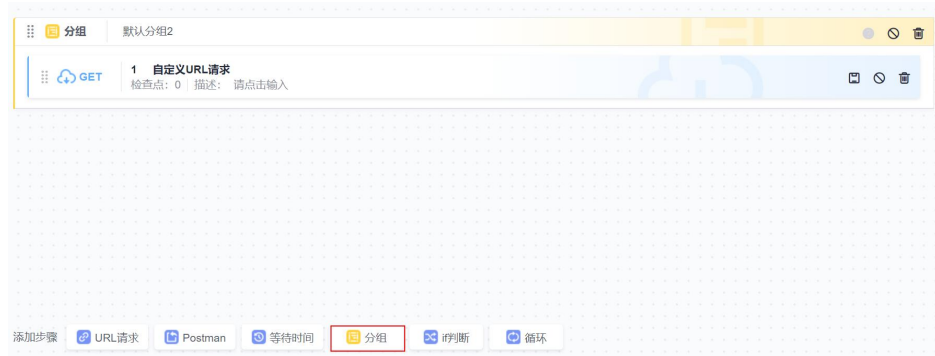 分组 默认分组2
GET 1 自定义URL请求
检查点：0 描述： 请点击输入
添加步骤 URL请求 Postman 等待时间 分组 if判断 循环